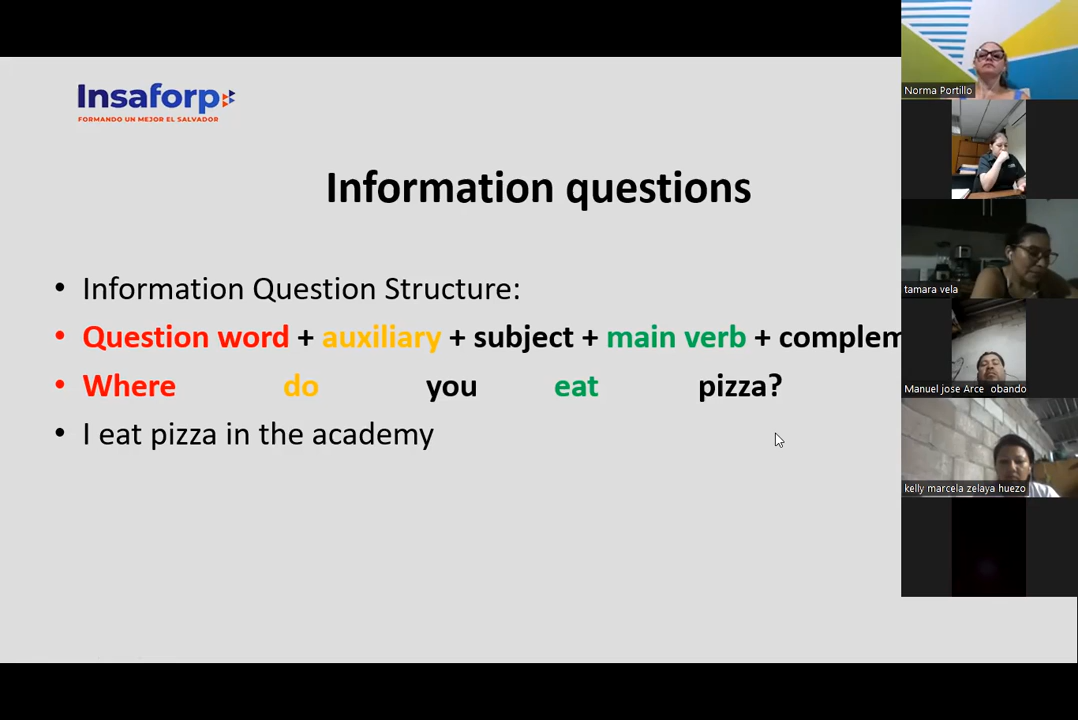 Insaforp
FORMANDO UN MEJOR EL SALVADOR
Information questions
• Information Question Structure:
• Question word + auxiliary + subject + main verb + complem
• Where do you eat pizza?
• I eat pizza in the academy
Norma Portillo
tamara vela
Manuel jose Arce obando
kelly marcela zelaya huezo